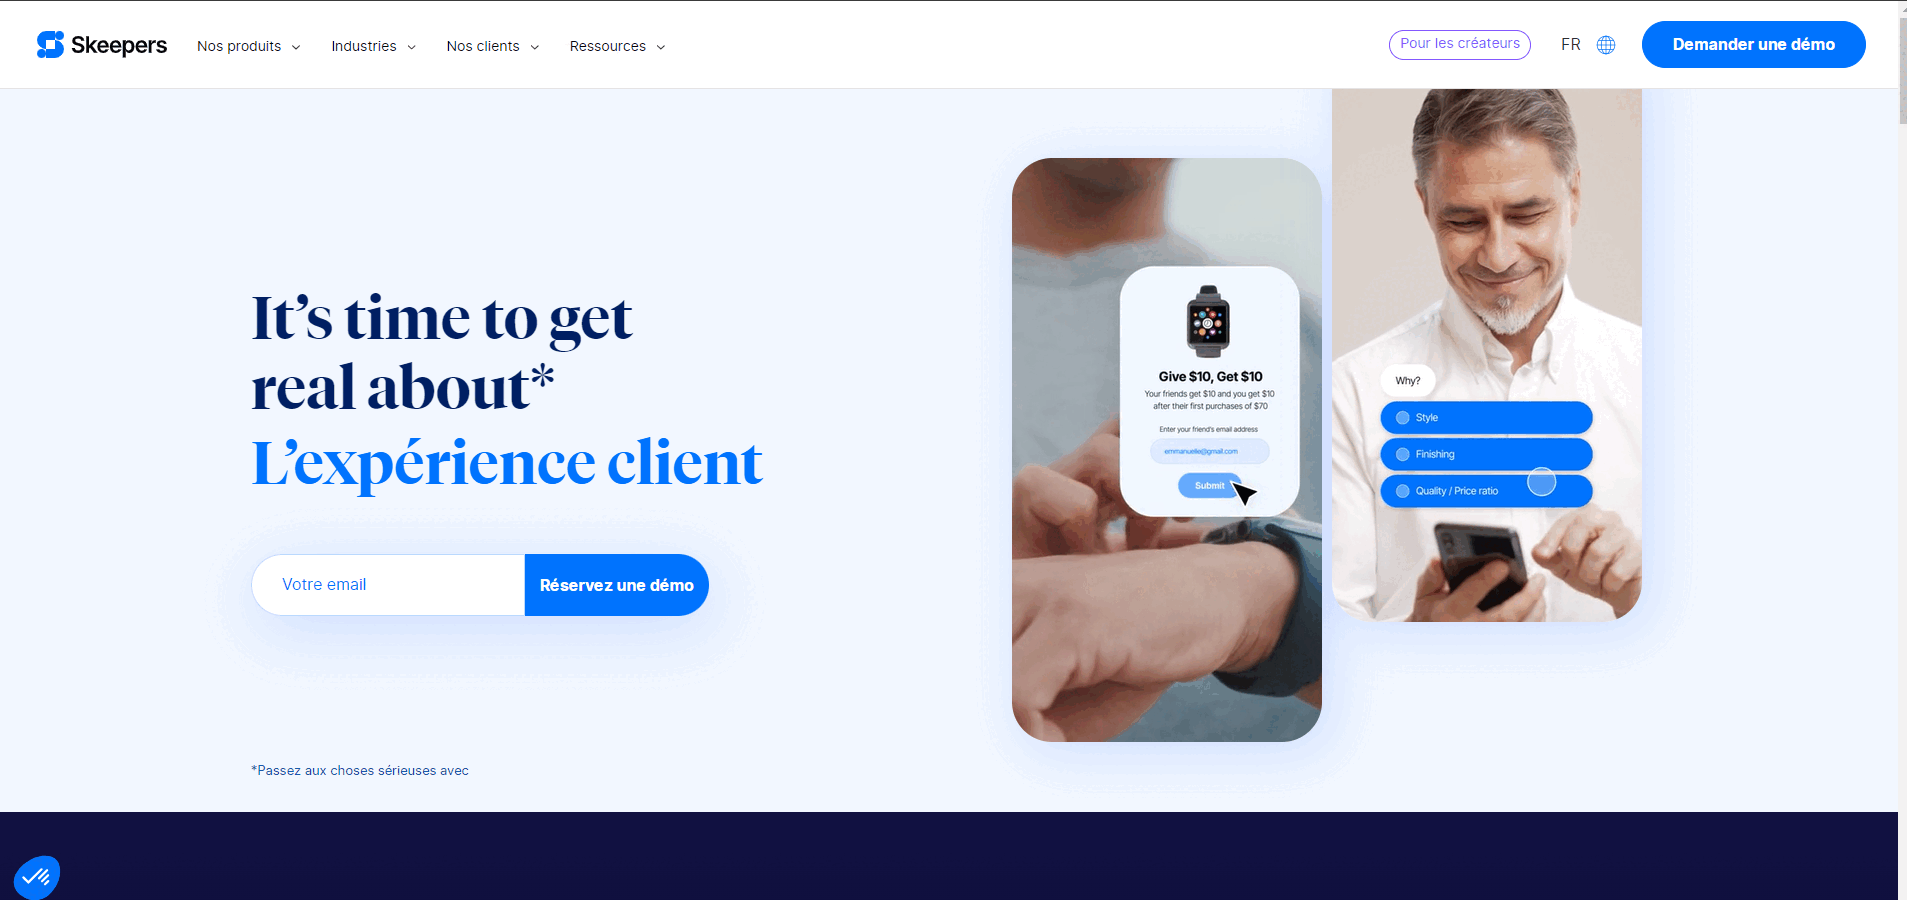 Skeepers
Nos produits
Industries
Nos clients
Ressources
Pour les créateurs
FR
Demander une démo
It’s time to get
real about*
L’expérience client
Votre email
Réservez une démo
*Passez aux choses sérieuses avec
Give $10, Get $10
Your friends get $10 and you get $10
after their first purchases of $70
Enter your friend's email address
emmanuelle@gmail.com
Submit
Why?
Style
Finishing
Quality / Price ratio